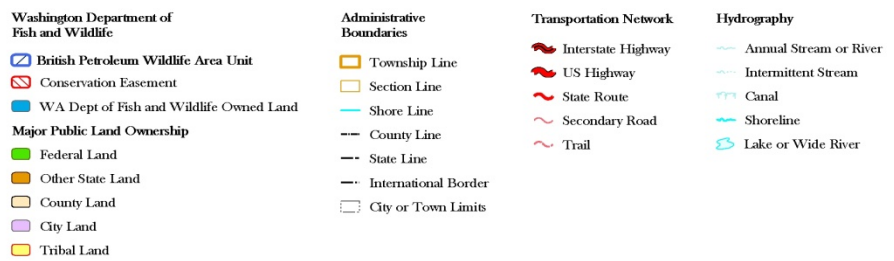 Washington Department of
Fish and Wildlife
British Petroleum Wildlife Area Unit
Conservation Easement
WA Dept of Fish and Wildlife Owned Land
Major Public Land Ownership
Federal Land
Other State Land
County Land
City Land
Tribal Land
Administrative
Boundaries
Township Line
Section Line
Shore Line
County Line
State Line
International Border
City or Town Limits
Transportation Network
Interstate Highway
US Highway
State Route
Secondary Road
Trail
Hydrography
Annual Stream or River
Intermittent Stream
Canal
Shoreline
Lake or Wide River